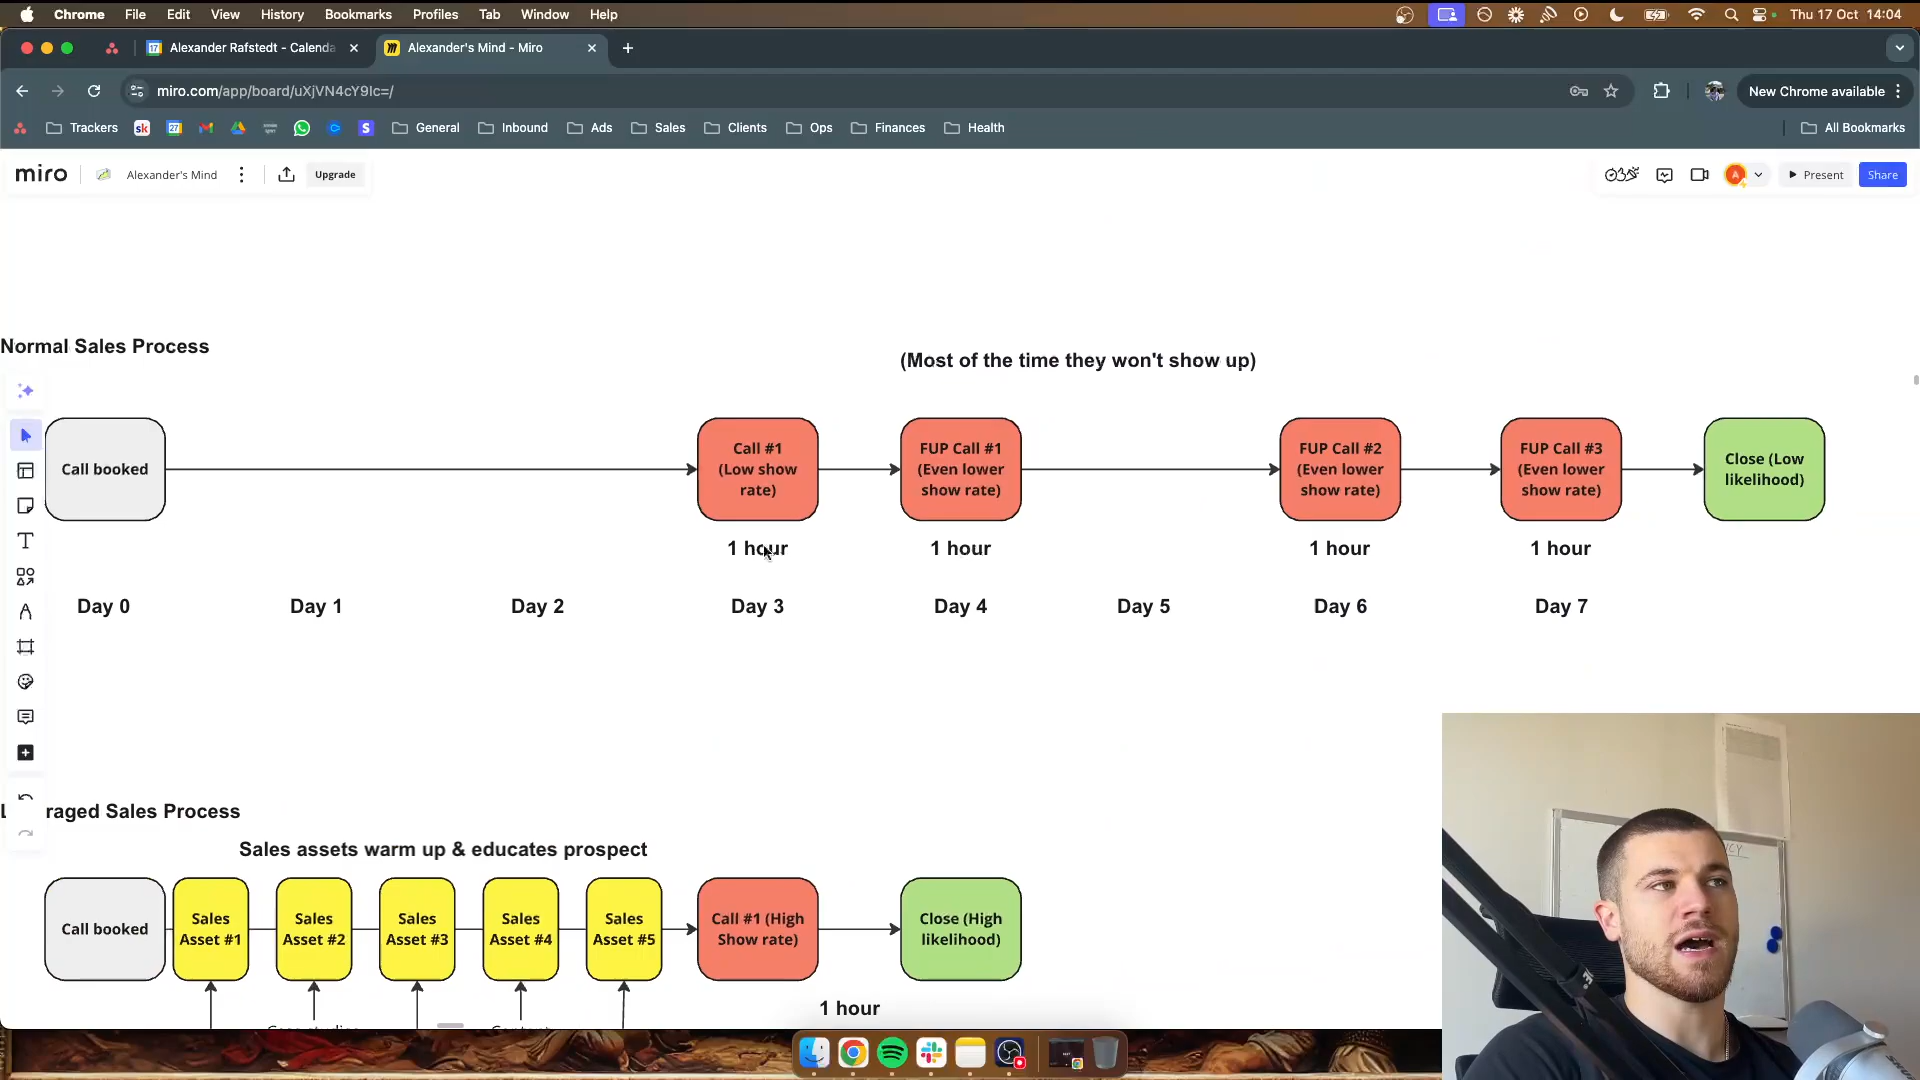 Chrome File Edit View History Bookmarks Profiles Tab Window Help
Thu 17 Oct 14:04
Alexander Rafstedt - Calenda
Alexander's Mind - Miro
miro.com/app/board/uXjVN4cY9Ic=/
New Chrome available
Trackers
General
Inbound
Ads
Sales
Clients
Ops
Finances
Health
All Bookmarks
miro
Alexander's Mind
Upgrade
Present
Share
Normal Sales Process
(Most of the time they won't show up)
Call booked
Call #1
(Low show
rate)
FUP Call #1
(Even lower
show rate)
FUP Call #2
(Even lower
show rate)
FUP Call #3
(Even lower
show rate)
Close (Low
likelihood)
1 hour
1 hour
1 hour
1 hour
Day 0
Day 1
Day 2
Day 3
Day 4
Day 5
Day 6
Day 7
raged Sales Process
Sales assets warm up & educates prospect
Call booked
Sales
Asset #1
Sales
Asset #2
Sales
Asset #3
Sales
Asset #4
Sales
Asset #5
Call #1 (High
Show rate)
Close (High
likelihood)
1 hour